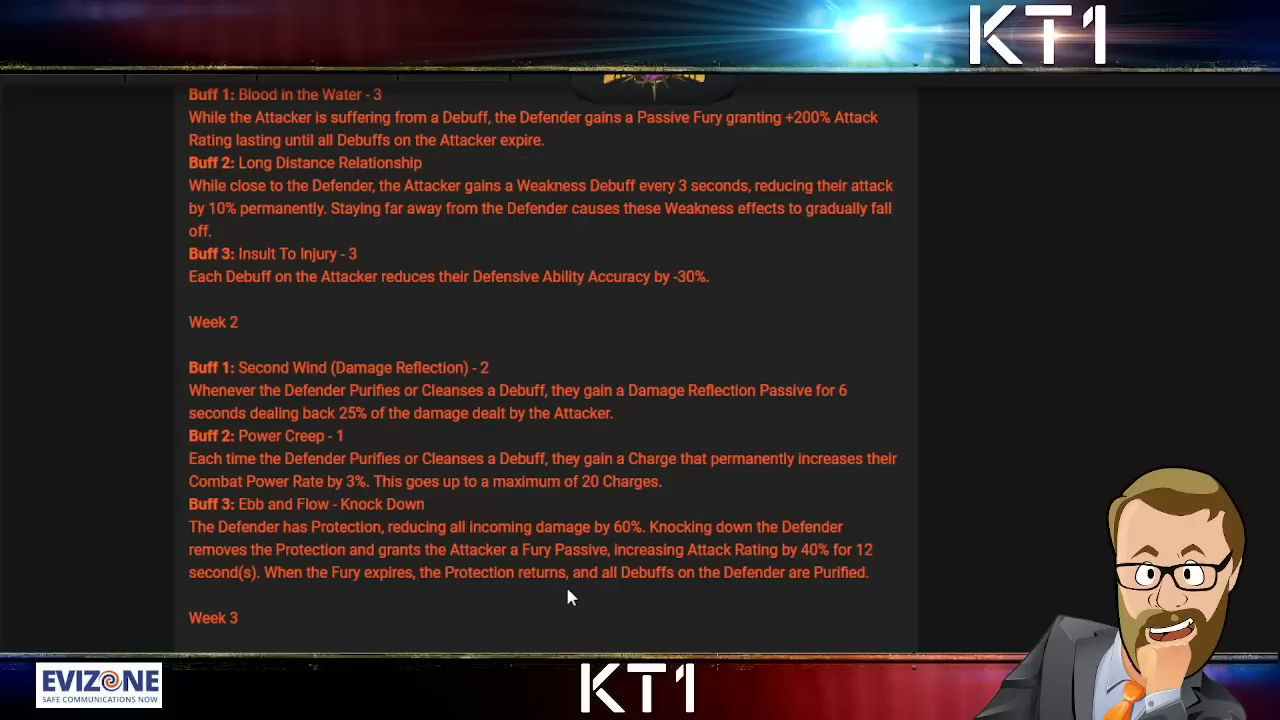 KT1
Buff 1: Blood in the Water - 3
While the Attacker is suffering from a Debuff, the Defender gains a Passive Fury granting +200% Attack
Rating lasting until all Debuffs on the Attacker expire.
Buff 2: Long Distance Relationship
While close to the Defender, the Attacker gains a Weakness Debuff every 3 seconds, reducing their attack
by 10% permanently. Staying far away from the Defender causes these Weakness effects to gradually fall
off.
Buff 3: Insult To Injury - 3
Each Debuff on the Attacker reduces their Defensive Ability Accuracy by -30%.
Week 2
Buff 1: Second Wind (Damage Reflection) - 2
Whenever the Defender Purifies or Cleanses a Debuff, they gain a Damage Reflection Passive for 6
seconds dealing back 25% of the damage dealt by the Attacker.
Buff 2: Power Creep - 1
Each time the Defender Purifies or Cleanses a Debuff, they gain a Charge that permanently increases their
Combat Power Rate by 3%. This goes up to a maximum of 20 Charges.
Buff 3: Ebb and Flow - Knock Down
The Defender has Protection, reducing all incoming damage by 60%. Knocking down the Defender
removes the Protection and grants the Attacker a Fury Passive, increasing Attack Rating by 40% for 12
second(s). When the Fury expires, the Protection returns, and all Debuffs on the Defender are Purified.
Week 3
EVIZONE
SAFE COMMUNICATIONS NOW
KT1